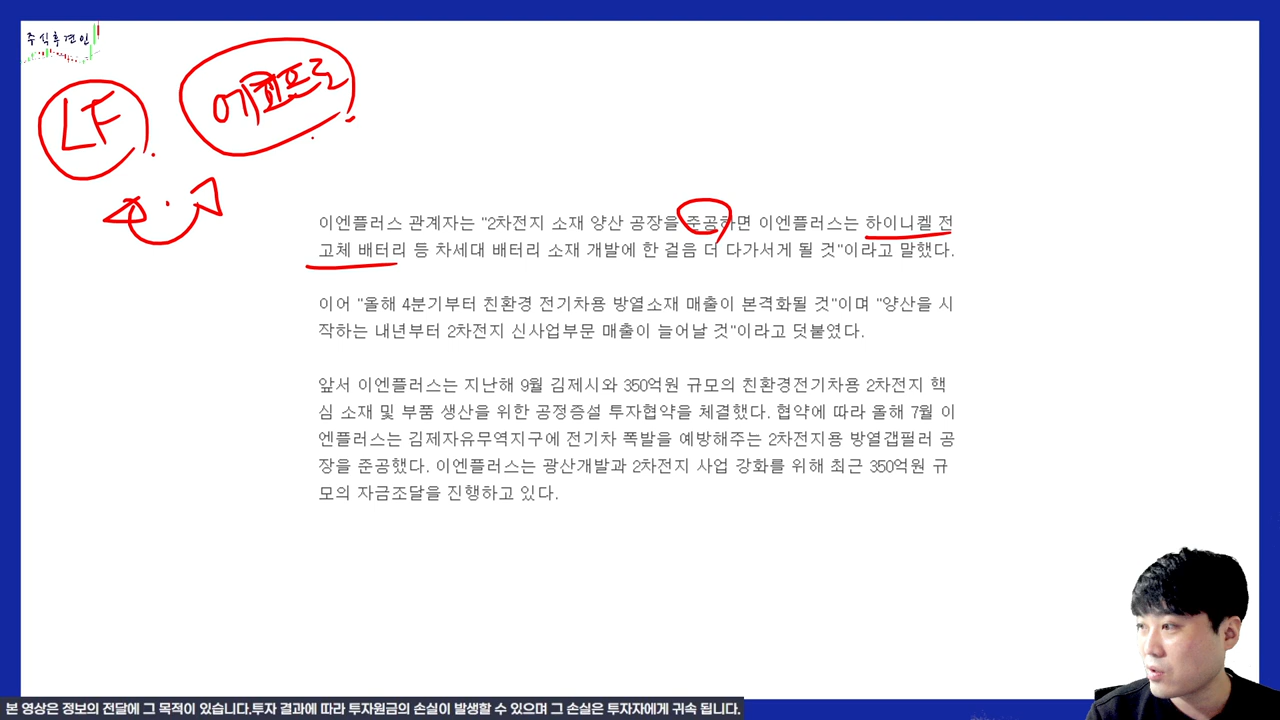 주식후견인
LF
에코프로
이엔플러스 관계자는 "2차전지 소재 양산 공장을 주공하면 이엔플러스는 하이니켈 전
고체 배터리 등 차세대 배터리 소재 개발에 한 걸음 더 다가서게 될 것"이라고 말했다.
이어 "올해 4분기부터 친환경 전기차용 방열소재 매출이 본격화될 것"이며 "양산을 시
작하는 내년부터 2차전지 신사업부문 매출이 늘어날 것"이라고 덧붙였다.
앞서 이엔플러스는 지난해 9월 김제시와 350억원 규모의 친환경전기차용 2차전지 핵
심 소재 및 부품 생산을 위한 공정증설 투자협약을 체결했다. 협약에 따라 올해 7월 이
엔플러스는 김제자유무역지구에 전기차 폭발을 예방해주는 2차전지용 방열갭필러 공
장을 준공했다. 이엔플러스는 광산개발과 2차전지 사업 강화를 위해 최근 350억원 규
모의 자금조달을 진행하고 있다.
본 영상은 정보의 전달에 그 목적이 있습니다.투자 결과에 따라 투자원금의 손실이 발생할 수 있으며 그 손실은 투자자에게 귀속 됩니다.